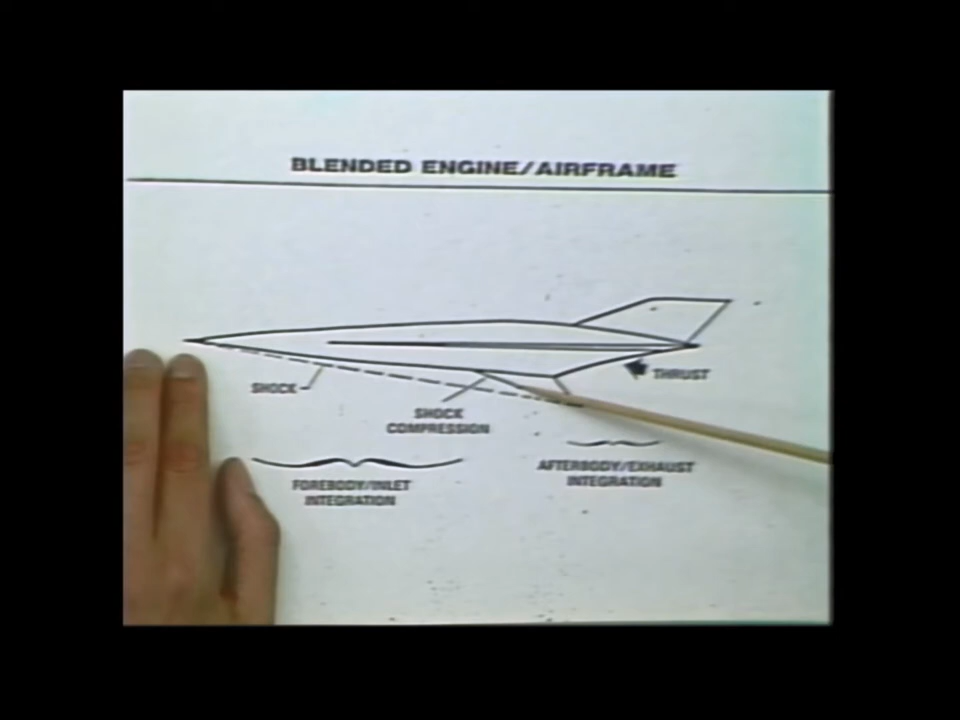 BLENDED ENGINE/AIRFRAME
THRUST
SHOCK
SHOCK
COMPRESSION
AFTERBODY/EXHAUST
INTEGRATION
FOREBODY/INLET
INTEGRATION